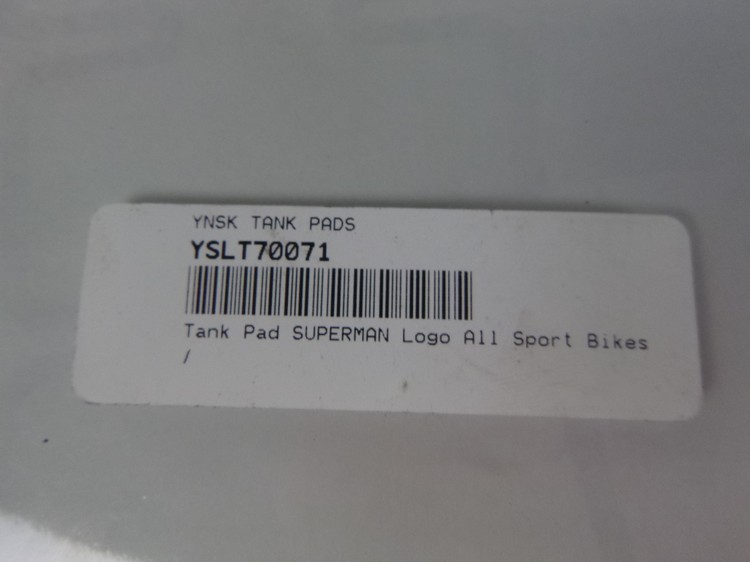 YNSK TANK PADS
YSLT70071
Tank Pad SUPERMAN Logo All Sport Bikes
/